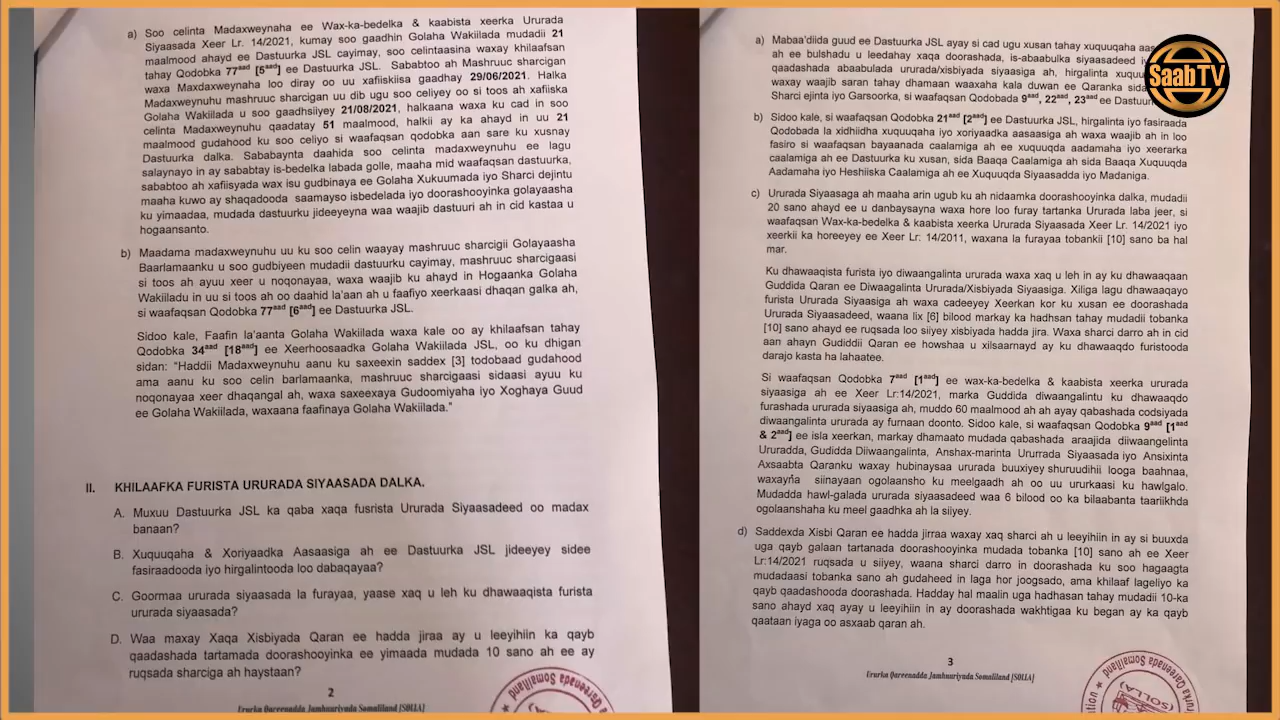 a) Soo celinta Madaxweynaha ee Wax-ka-bedelka & kaabista xeerka Ururada
Siyaasada Xeer Lr. 14/2021, kumay soo gaadhin Golaha Wakiilada mudadii 21
maalmood ahayd ee Dastuurka JSL cayimay, soo celintaasina waxay khilaafsan
tahay Qodobka 77aad [5aad] ee Dastuurka JSL. Sababtoo ah Mashruuc sharcigan
waxa Maxdaxweynaha loo diray oo uu xafiiskiisa gaadhay 29/06/2021. Halka
Madaxweynuhu mashruuc sharcigan uu dib ugu soo celiyey oo si toos ah xafiiska
Golaha Wakiilada u soo gaadhsiiyey 21/08/2021, halkaana waxa ku cad in soo
celinta Madaxweynuhu qaadatay 51 maalmood, halkii ay ka ahayd in uu 21
maalmood gudahood ku soo celiyo si waafaqsan qodobka aan sare ku xusnay
Dastuurka dalka. Sababaynta daahida soo celinta madaxweynuhu ee lagu
salaynayo in ay sababtay is-bedelka labada golle, maaha mid waafaqsan dastuurka,
sababtoo ah xafiisyada wax isu gudbinaya ee Golaha Xukuumada iyo Sharci dejintu
maaha kuwo ay shaqadooda saamayso isbedelada iyo doorashooyinka golayaasha
ku yimaadaa, mudada dastuurku jideeyeyna waa waajib dastuuri ah in cid kastaa u
hogaansanto.
b) Maadama madaxweynuhu uu ku soo celin waayay mashruuc sharcigii Golayaasha
Baarlamaanku u soo gudbiyeen mudadii dastuurku cayimay, mashruuc sharcigaasi
si toos ah ayuu xeer u noqonayaa, waxa waajib ku ahayd in Hogaanka Golaha
Wakiiladu in uu si toos ah oo daahid la'aan ah u faafiyo xeerkaasi dhaqan galka ah,
si waafaqsan Qodobka 77aad [6aad] ee Dastuurka JSL.
Sidoo kale, Faafin la'aanta Golaha Wakiilada waxa kale oo ay khilaafsan tahay
Qodobka 34aad [18aad] ee Xeerhoosaadka Golaha Wakiilada JSL, oo ku dhigan
sidan: "Haddii Madaxweynuhu aanu ku saxeexin saddex [3] todobaad gudahood
ama aanu ku soo celin barlamaanka, mashruuc sharcigaasi sidaasi ayuu ku
noqonayaa xeer dhaqangal ah, waxa saxeexaya Gudoomiyaha iyo Xoghaya Guud
ee Golaha Wakiilada, waxaana faafinaya Golaha Wakiilada."
II. KHILAAFKA FURISTA URURADA SIYAASADA DALKA.
A. Muxuu Dastuurka JSL ka qaba xaqa fusrista Ururada Siyaasadeed oo madax
banaan?
B. Xuquuqaha & Xoriyaadka Aasaasiga ah ee Dastuurka JSL jideeyey sidee
fasiraadooda iyo hirgalintooda loo dabaqayaa?
C. Goormaa ururada siyaasada la furayaa, yaase xaq u leh ku dhawaaqista furista
ururada siyaasada?
D. Waa maxay Xaqa Xisbiyada Qaran ee hadda jiraa ay u leeyihiin ka qayb
qaadashada tartamada doorashooyinka ee yimaada mudada 10 sano ah ee ay
ruqsada sharciga ah haystaan?
2
Ururka Qareenadda Jamhuuriyada Somaliland [SOLLA]
a) Mabaa'diida guud ee Dastuurka JSL ayay si cad ugu xusan tahay xuquuqaha
ah ee bulshadu u leedahay xaqa doorashada, is-abaabulka siyaasadeed
qaadashada abaabulada ururada/xisbiyada siyaasiga ah, hirgalinta
waxay waajib saran tahay dhamaan waaxaha kala duwan ee Qaranka
Sharci ejinta iyo Garsoorka, si waafaqsan Qodobada 9aad, 22aad, 23aad ee
b) Sidoo kale, si waafaqsan Qodobka 21aad [2aad] ee Dastuurka JSL, hirgalinta iyo fasiraada
Qodobada la xidhiidha xuquuqaha iyo xoriyaadka aasaasiga ah waxa waajib ah in loo
fasiro si waafaqsan bayaanada caalamiga ah ee xuquuqda aadamaha iyo xeerarka
caalamiga ah ee Dastuurka ku xusan, sida Baaqa Caalamiga ah sida Baaqa Xuquuqda
Aadamaha iyo Heshiiska Caalamiga ah ee Xuquuqda Siyaasadda iyo Madaniga.
c) Ururada Siyaasaga ah maaha arin ugub ku ah nidaamka doorashooyinka dalka, mudadii
20 sano ahayd ee u danbaysayna waxa hore loo furay tartanka Ururada laba jeer, si
waafaqsan Wax-ka-bedelka & kaabista xeerka Ururada Siyaasada Xeer Lr. 14/2021 iyo
xeerkii ka horeeyey ee Xeer Lr: 14/2011, waxana la furayaa tobankii [10] sano ba hal
mar.
Ku dhawaaqista furista iyo diwaangalinta ururada waxa xaq u leh in ay ku dhawaaqaan
Guddida Qaran ee Diwaagalinta Ururada/Xisbiyada Siyaasiga. Xiliga lagu dhawaaqayo
furista Ururada Siyaasiga ah waxa cadeeyey Xeerkan kor ku xusan ee doorashada
Ururada Siyaasadeed, waana lix [6] bilood markay ka hadhsan tahay mudadii tobanka
[10] sano ahayd ee ruqsada loo siiyey xisbiyada hadda jira. Waxa sharci darro ah in cid
aan ahayn Gudiddii Qaran ee howshaa u xilsaarnayd ay ku dhawaaqdo furistooda
darajo kasta ha lahaatee.
Si waafaqsan Qodobka 7aad [1aad] ee wax-ka-bedelka & kaabista xeerka ururada
siyaasiga ah ee Xeer Lr:14/2021, marka Guddida diwaangalintu ku dhawaaqdo
furashada ururada siyaasiga ah, muddo 60 maalmood ah ah ayay qabashada codsiyada
diwaangalinta ururada ay furnaan doonto. Sidoo kale, si waafaqsan Qodobka 9aad [1aad
& 2aad] ee isla xeerkan, markay dhamaato mudada qabashada araajida diiwaangelinta
Ururadda, Gudidda Diiwaangalinta, Anshax-marinta Ururrada Siyaasada iyo Ansixinta
Axsaabta Qaranku waxay hubinaysaa ururada buuxiyey shuruudihii looga baahnaa,
waxayna siinayaan ogolaansho ku meelgaadh ah oo uu ururkaasi ku hawlgalo.
Mudadda hawl-galada ururada siyaasadeed waa 6 bilood oo ka bilaabanta taariikhda
ogolaanshaha ku meel gaadhka ah la siiyey.
d) Saddexda Xisbi Qaran ee hadda jirraa waxay xaq sharci ah u leeyihiin in ay si buuxda
uga qayb galaan tartanada doorashooyinka mudada tobanka [10] sano ah ee Xeer
Lr:14/2021 ruqsada u siiyey, waana sharci darro in doorashada ku soo hagaagta
mudadaasi tobanka sano ah gudaheed in laga hor joogsado, ama khilaaf lageliyo ka
qayb qadashooda doorashada. Hadday hal maalin uga hadhasan tahay mudadii 10-ka
sano ahayd xaq ayay u leeyihiin in ay doorashada wakhtigaa ku began ay ka qayb
qaataan iyaga oo asxaab qaran ah.
3
Ururka Qareenadda Jamhuuriyada Somaliland [SOLLA]
SaabTV